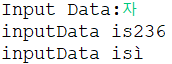 Input Data:자
inputData is236
inputData isì